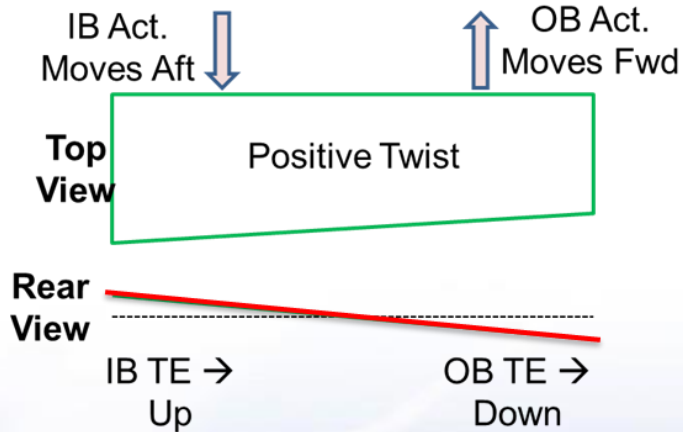 IB Act.
Moves Aft
OB Act.
Moves Fwd
Top
View
Positive Twist
Rear
View
IB TE →
Up
OB TE →
Down